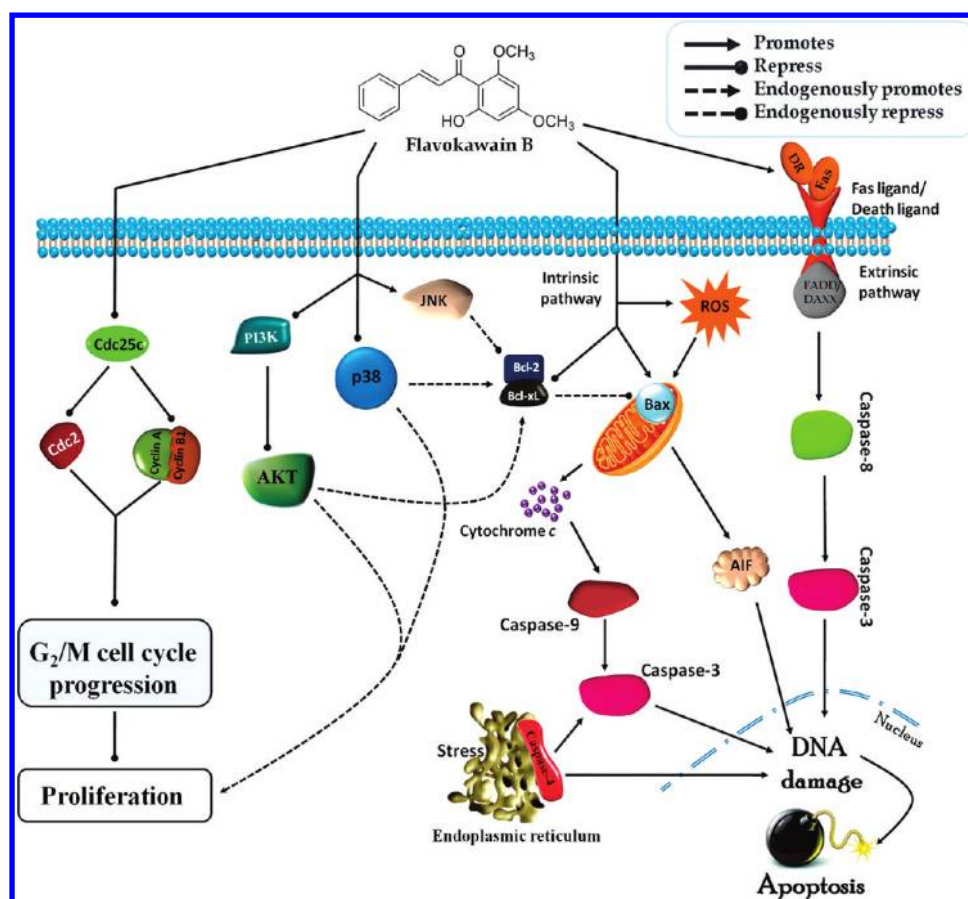 Promotes
Repress
Endogenously promotes
Endogenously repress
O
OCH₃
HO
OCH₃
Flavokawain B
DR
Fas
Fas ligand/
Death ligand
Intrinsic
pathway
Extrinsic
pathway
FADD/
DAXX
JNK
ROS
PI3K
Cdc25c
p38
Bcl-2
Bcl-xL
Bax
Cdc2
Cyclin A
Cyclin B1
AKT
Caspase-8
Cytochrome c
AIF
Caspase-3
Caspase-9
G₂/M cell cycle
progression
Caspase-3
Nucleus
Stress
DNA
damage
Proliferation
Endoplasmic reticulum
Apoptosis